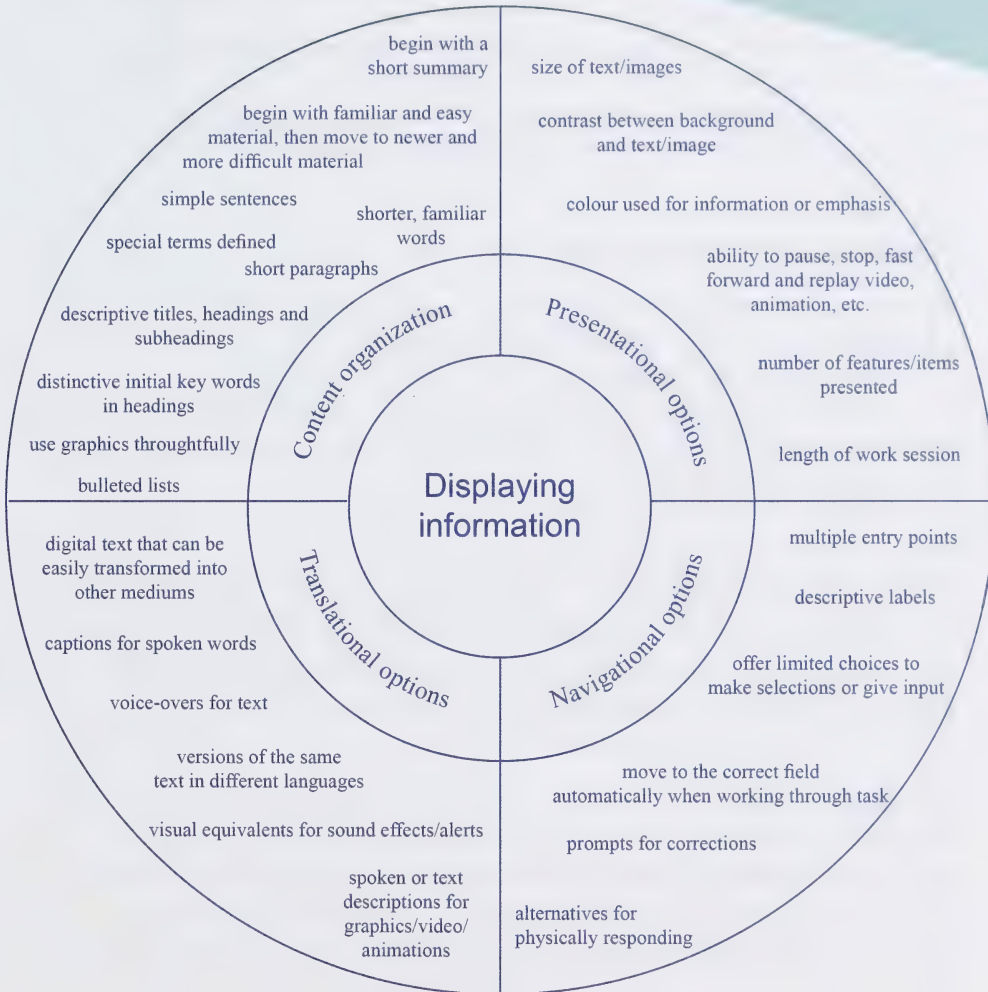 Displaying
information
Content organization
begin with a
short summary
begin with familiar and easy
material, then move to newer and
more difficult material
simple sentences
shorter, familiar
words
special terms defined
short paragraphs
descriptive titles, headings and
subheadings
distinctive initial key words
in headings
use graphics throughtfully
bulleted lists
Presentational options
size of text/images
contrast between background
and text/image
colour used for information or emphasis
ability to pause, stop, fast
forward and replay video,
animation, etc.
number of features/items
presented
length of work session
Translational options
digital text that can be
easily transformed into
other mediums
captions for spoken words
voice-overs for text
versions of the same
text in different languages
visual equivalents for sound effects/alerts
spoken or text
descriptions for
graphics/video/
animations
Navigational options
multiple entry points
descriptive labels
offer limited choices to
make selections or give input
move to the correct field
automatically when working through task
prompts for corrections
alternatives for
physically responding